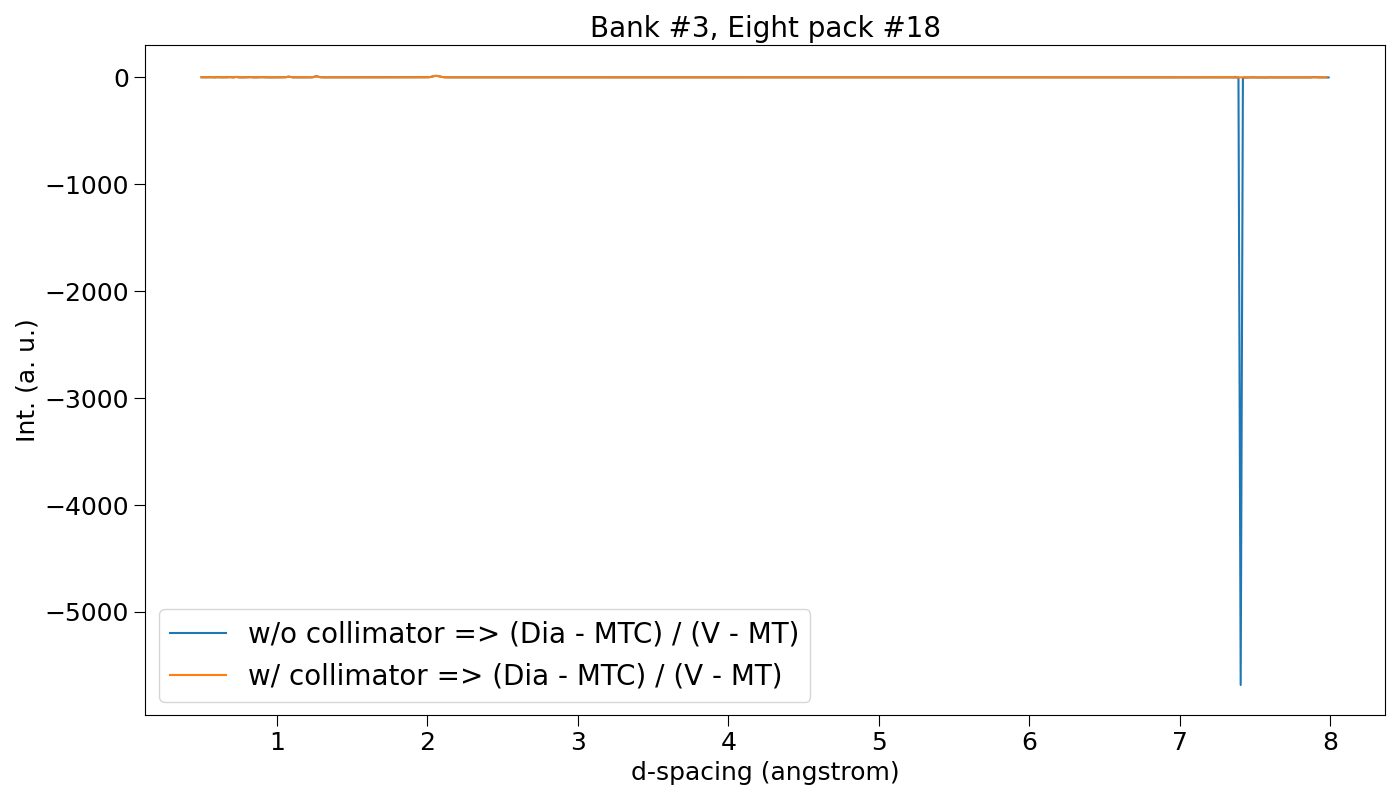 Bank #3, Eight pack #18
0
−1000
−2000
−3000
−4000
−5000
Int. (a. u.)
w/o collimator => (Dia - MTC) / (V - MT)
w/ collimator => (Dia - MTC) / (V - MT)
1 2 3 4 5 6 7 8
d-spacing (angstrom)